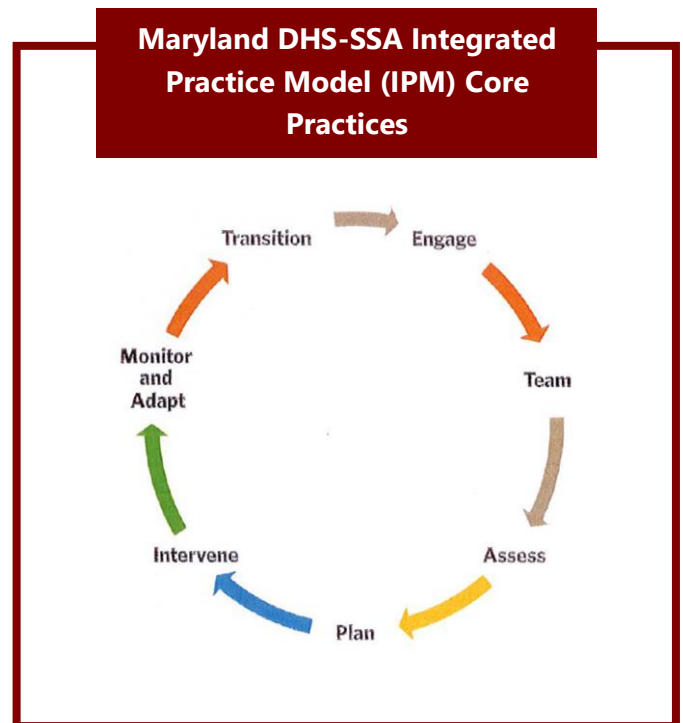 Maryland DHS-SSA Integrated
Practice Model (IPM) Core
Practices
Transition
Engage
Team
Assess
Plan
Intervene
Monitor
and
Adapt